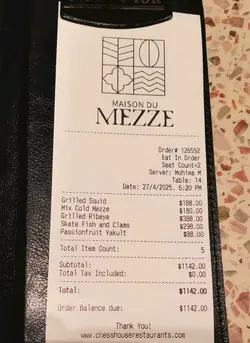 MAISON DU
MEZZE
Order# 126592
Eat In Order
Seat Count=2
Server: Mohima M
Table: 14
Date: 27/4/2025, 6:20 PM
Grilled Squid $188.00
Mix Cold Mezze $180.00
Grilled Ribeye $388.00
Skate Fish and Clams $298.00
Passionfruit Yakult $88.00
Total Item Count: 5
Subtotal: $1142.00
Total Tax Included: $0.00
Total: $1142.00
Order Balance due: $1142.00
Thank You!
www.chesshouserestaurants.com